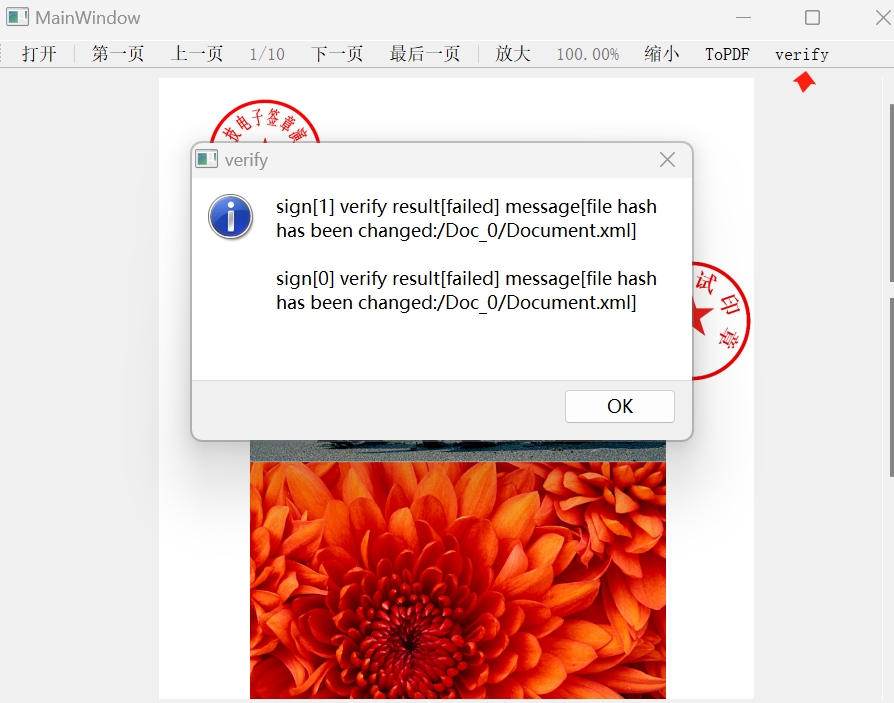 MainWindow
打开 第一页 上一页 1/10 下一页 最后一页 放大 100.00% 缩小 ToPDF verify
技电子签章演
verify
sign[1] verify result[failed] message[file hash
has been changed:/Doc_0/Document.xml]
sign[0] verify result[failed] message[file hash
has been changed:/Doc_0/Document.xml]
试印章
OK